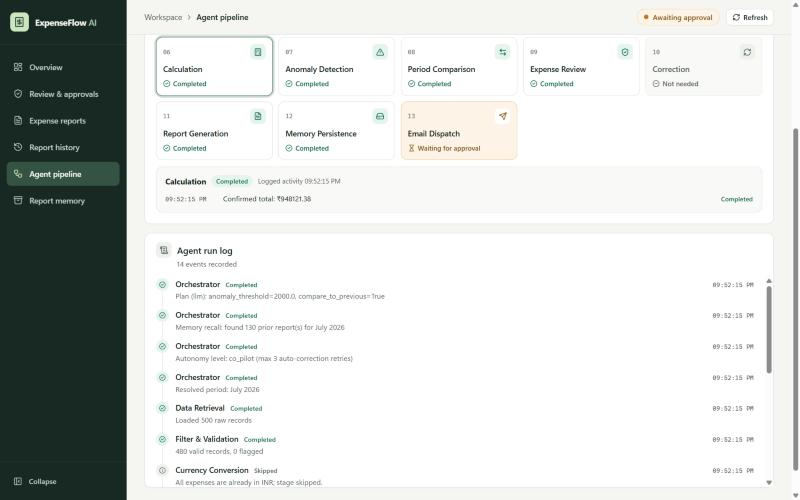 ExpenseFlow AI
Overview
Review & approvals
Expense reports
Report history
Agent pipeline
Report memory
Collapse
Workspace > Agent pipeline
Awaiting approval
Refresh
06
Calculation
Completed
07
Anomaly Detection
Completed
08
Period Comparison
Completed
09
Expense Review
Completed
10
Correction
Not needed
11
Report Generation
Completed
12
Memory Persistence
Completed
13
Email Dispatch
Waiting for approval
Calculation Completed Logged activity 09:52:15 PM
09:52:15 PM Confirmed total: ₹948121.38 Completed
Agent run log
14 events recorded
Orchestrator Completed 09:52:15 PM
Plan (llm): anomaly_threshold=2000.0, compare_to_previous=True
Orchestrator Completed 09:52:15 PM
Memory recall: found 130 prior report(s) for July 2026
Orchestrator Completed 09:52:15 PM
Autonomy level: co_pilot (max 3 auto-correction retries)
Orchestrator Completed 09:52:15 PM
Resolved period: July 2026
Data Retrieval Completed 09:52:15 PM
Loaded 500 raw records
Filter & Validation Completed 09:52:15 PM
480 valid records, 0 flagged
Currency Conversion Skipped 09:52:15 PM
All expenses are already in INR; stage skipped.